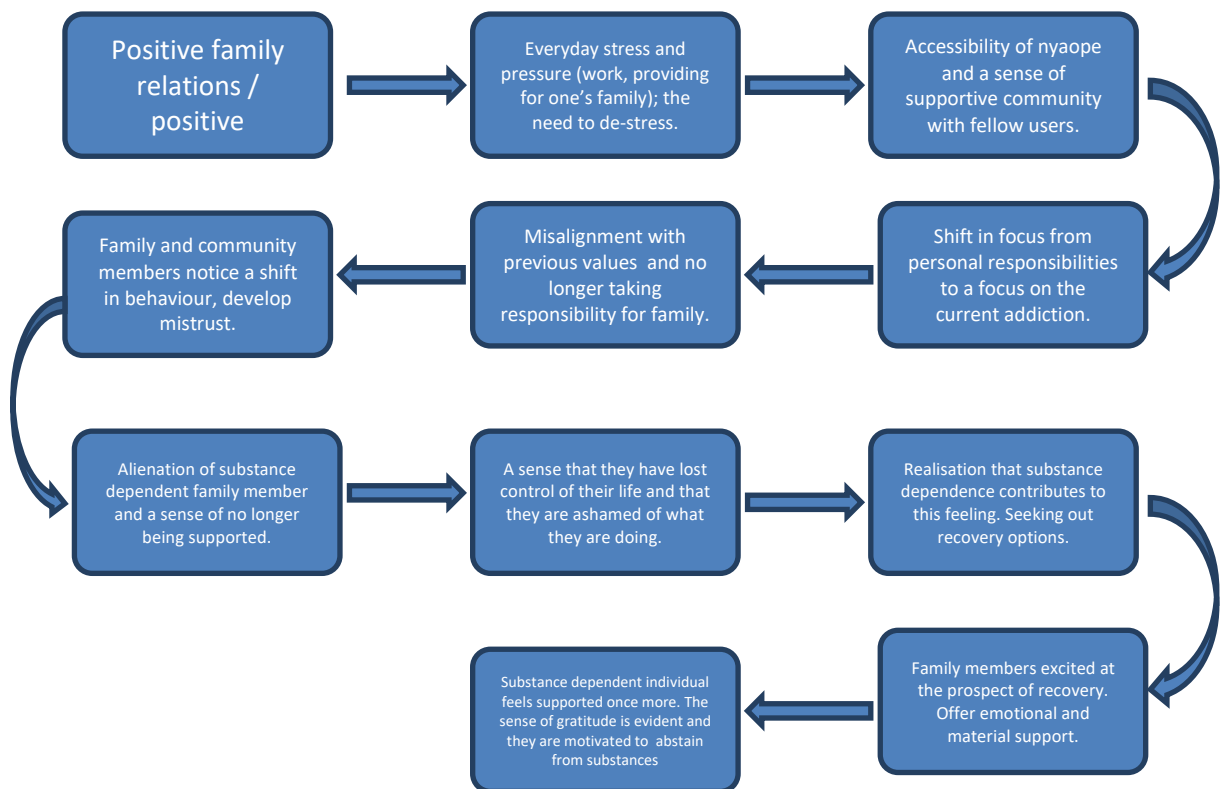 Positive family
relations /
positive
Everyday stress and
pressure (work, providing
for one's family); the
need to de-stress.
Accessibility of nyaope
and a sense of
supportive community
with fellow users.
Shift in focus from
personal responsibilities
to a focus on the
current addiction.
Misalignment with
previous values and no
longer taking
responsibility for family.
Family and community
members notice a shift
in behaviour, develop
mistrust.
Alienation of substance
dependent family member
and a sense of no longer
being supported.
A sense that they have lost
control of their life and that
they are ashamed of what
they are doing.
Realisation that substance
dependence contributes to
this feeling. Seeking out
recovery options.
Family members excited at
the prospect of recovery.
Offer emotional and
material support.
Substance dependent individual
feels supported once more. The
sense of gratitude is evident and
they are motivated to abstain
from substances